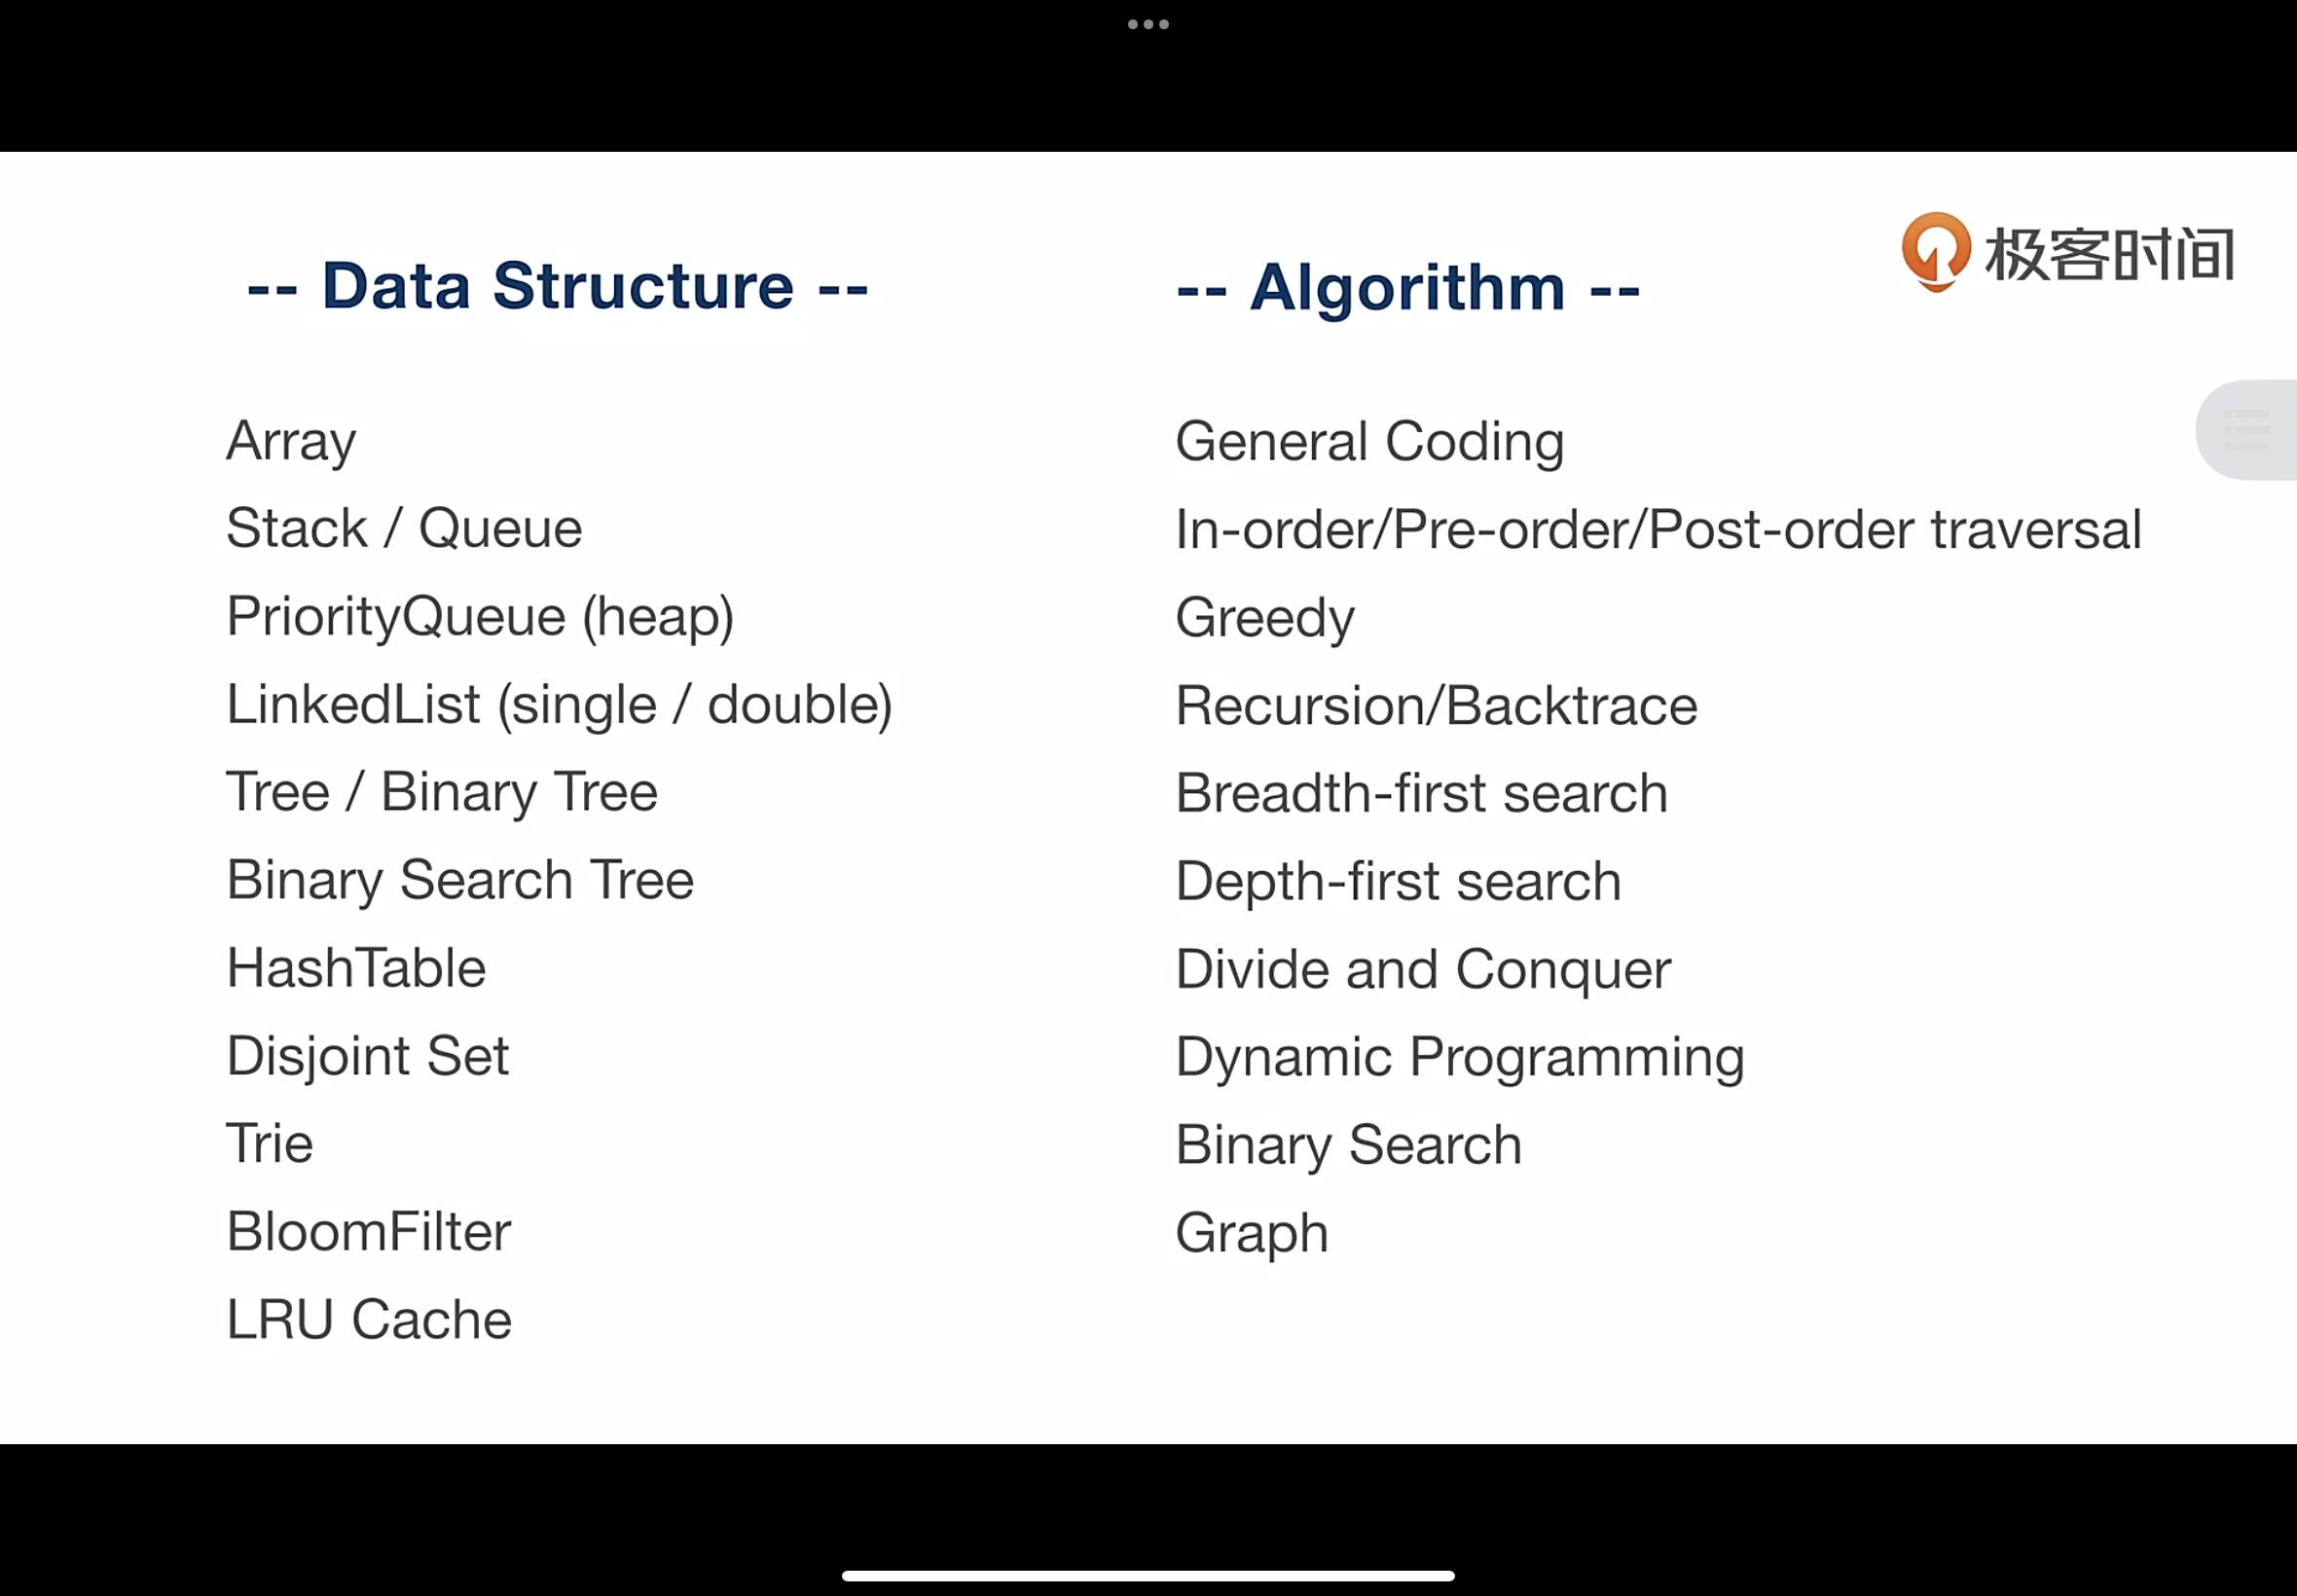 极客时间
-- Data Structure --
Array
Stack / Queue
PriorityQueue (heap)
LinkedList (single / double)
Tree / Binary Tree
Binary Search Tree
HashTable
Disjoint Set
Trie
BloomFilter
LRU Cache
-- Algorithm --
General Coding
In-order/Pre-order/Post-order traversal
Greedy
Recursion/Backtrace
Breadth-first search
Depth-first search
Divide and Conquer
Dynamic Programming
Binary Search
Graph